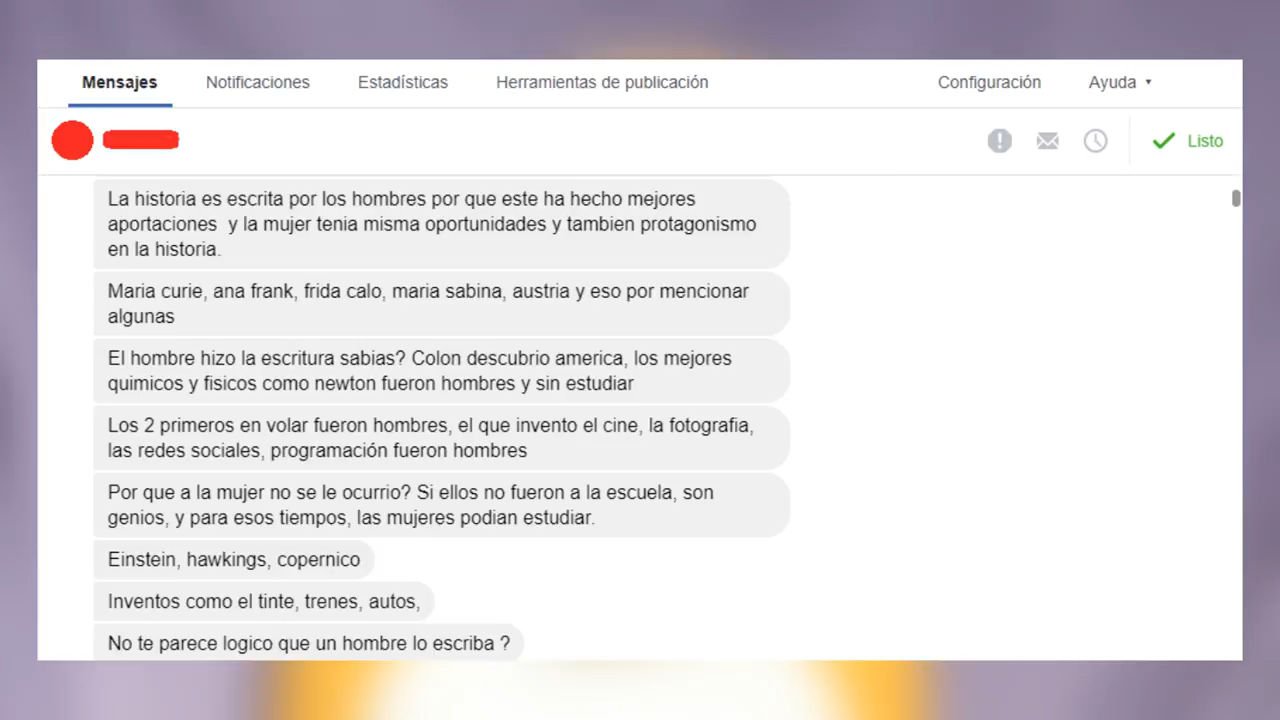 Mensajes Notificaciones Estadísticas Herramientas de publicación Configuración Ayuda
Listo
La historia es escrita por los hombres por que este ha hecho mejores
aportaciones y la mujer tenia misma oportunidades y tambien protagonismo
en la historia.
Maria curie, ana frank, frida calo, maria sabina, austria y eso por mencionar
algunas
El hombre hizo la escritura sabias? Colon descubrio america, los mejores
quimicos y fisicos como newton fueron hombres y sin estudiar
Los 2 primeros en volar fueron hombres, el que invento el cine, la fotografia,
las redes sociales, programación fueron hombres
Por que a la mujer no se le ocurrio? Si ellos no fueron a la escuela, son
genios, y para esos tiempos, las mujeres podian estudiar.
Einstein, hawkings, copernico
Inventos como el tinte, trenes, autos,
No te parece logico que un hombre lo escriba ?